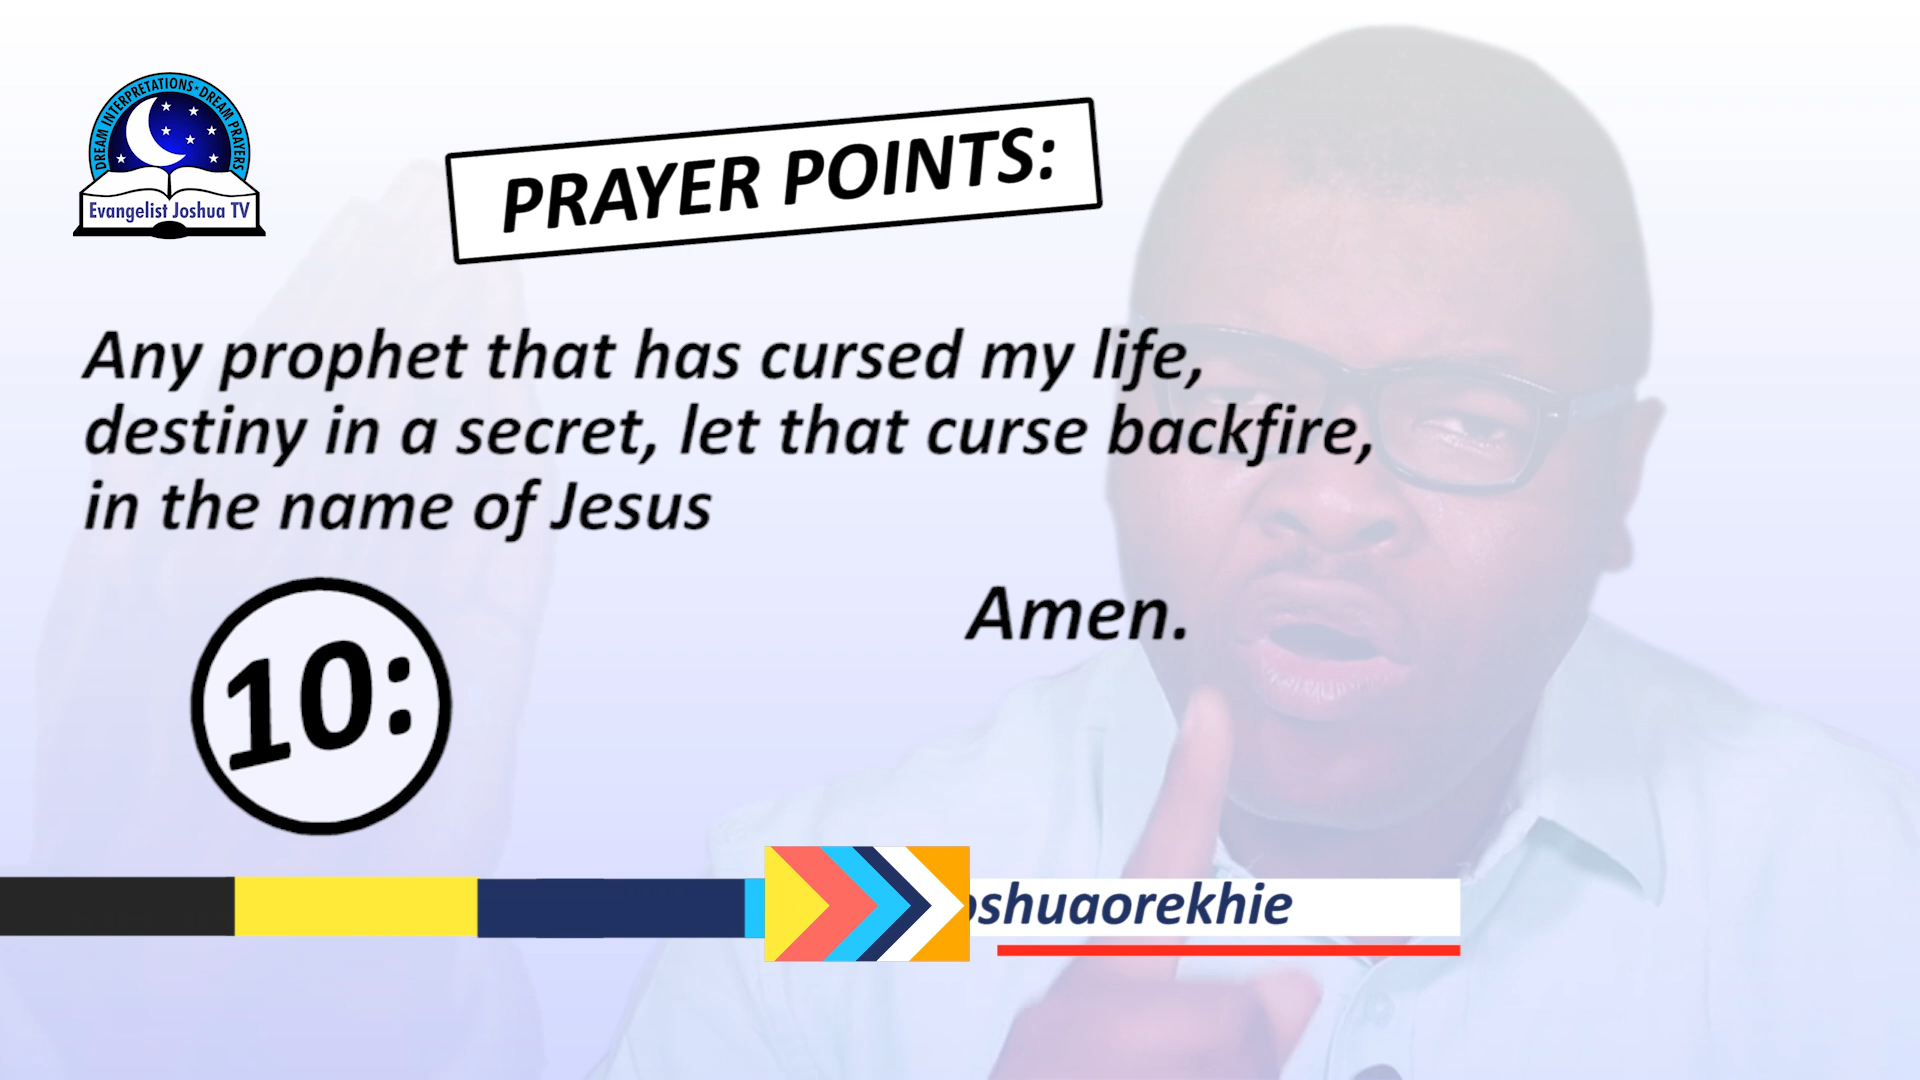 DREAM INTERPRETATIONS • DREAM PRAYERS
Evangelist Joshua TV
PRAYER POINTS:
Any prophet that has cursed my life,
destiny in a secret, let that curse backfire,
in the name of Jesus
Amen.
10:
oshuaorekhie